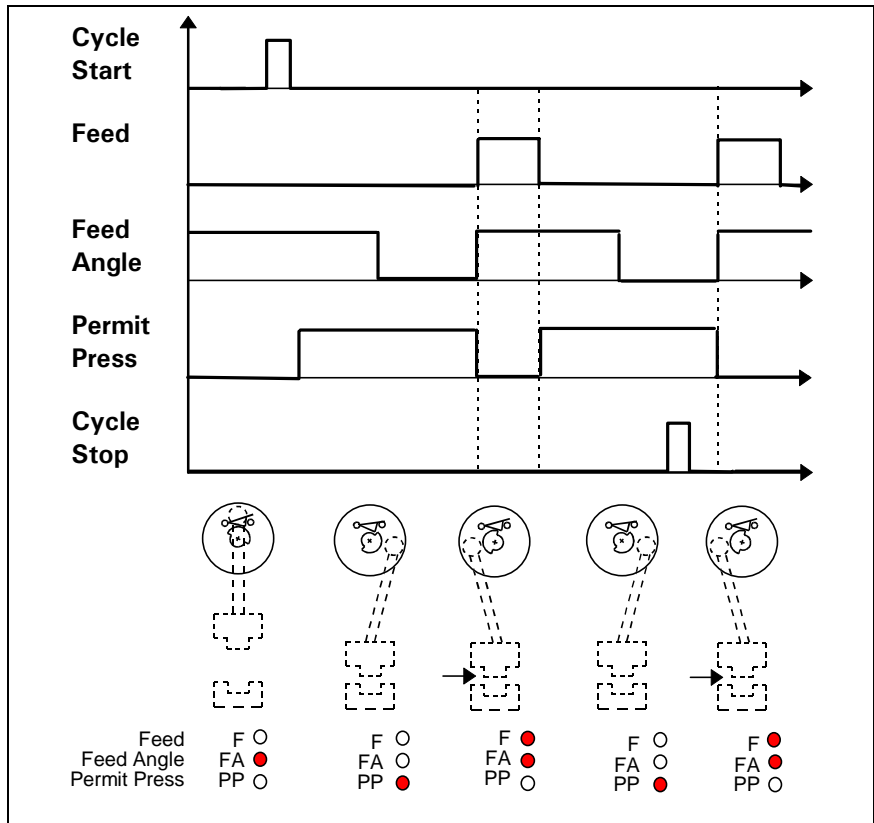 Cycle
Start
Feed
Feed
Angle
Permit
Press
Cycle
Stop
Feed F F F F F
Feed Angle FA FA FA FA FA
Permit Press PP PP PP PP PP